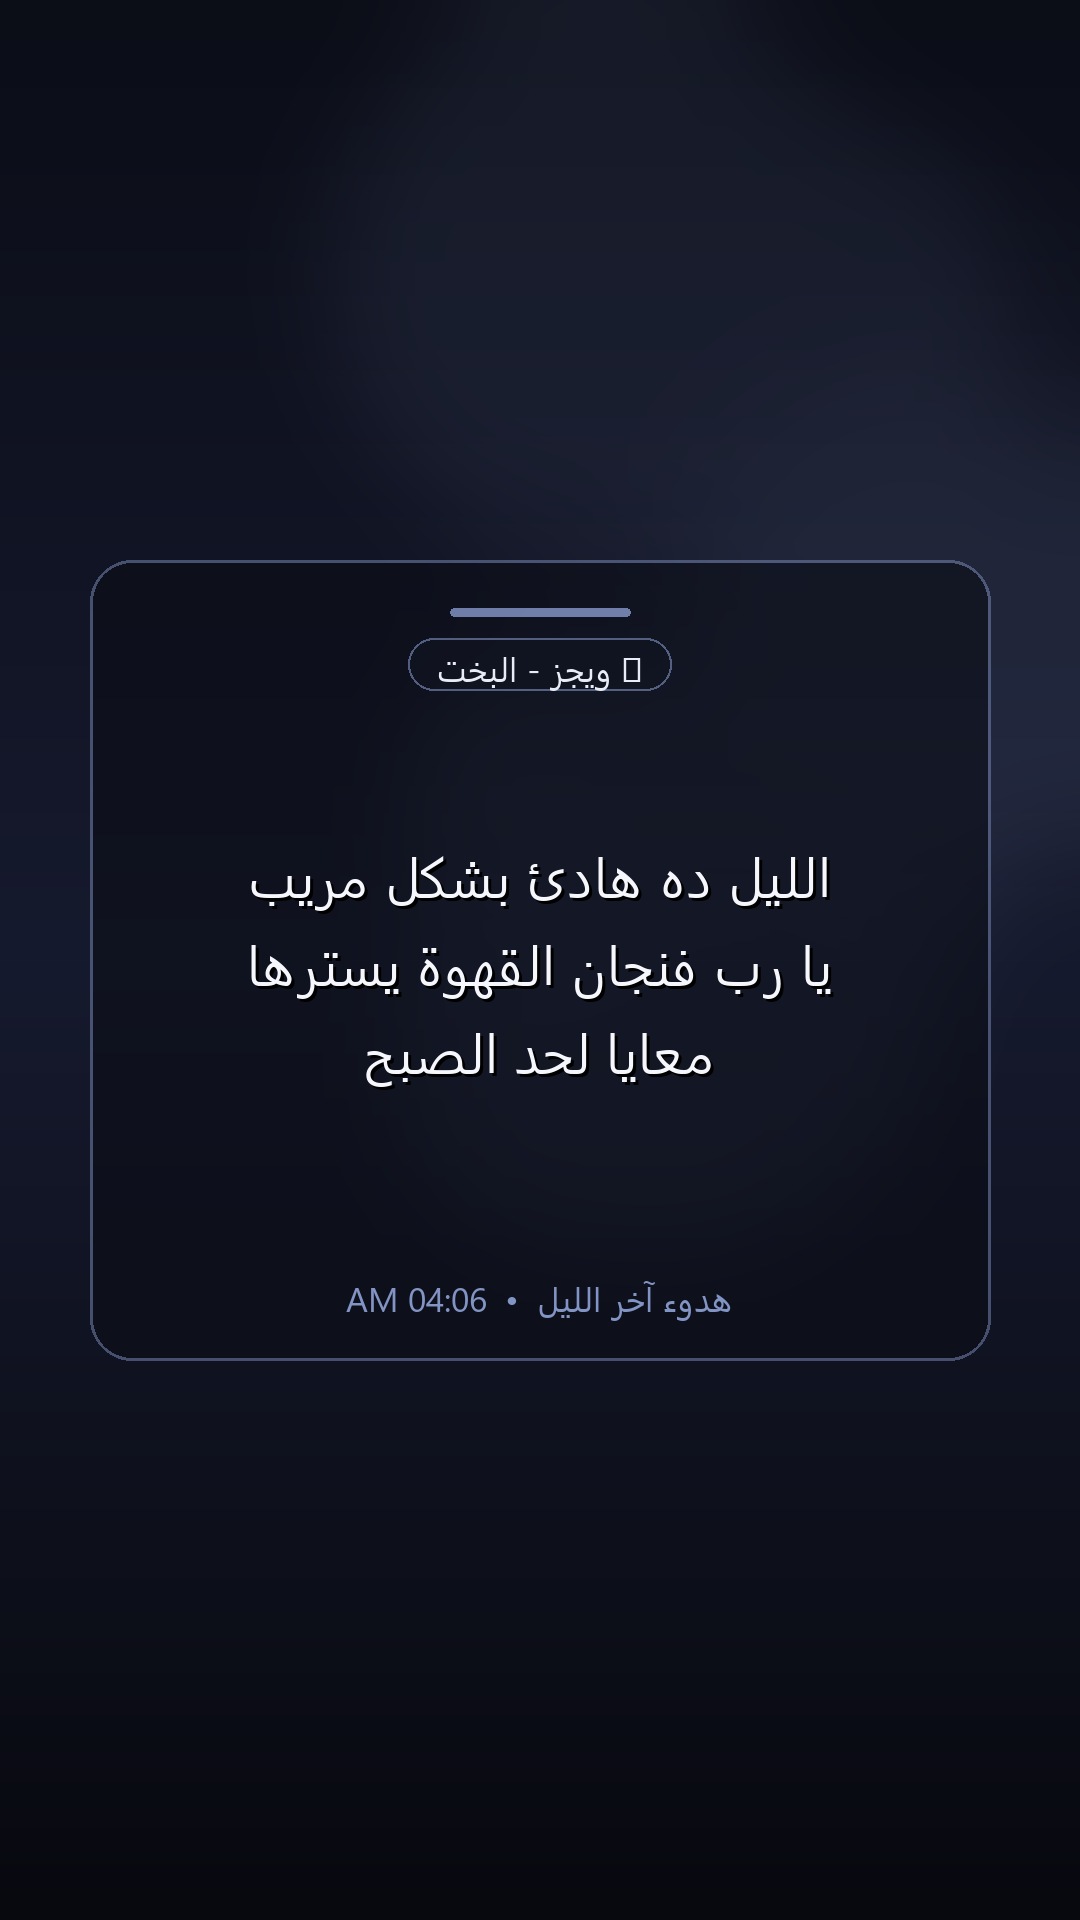 ويجز - البخت
الليل ده هادئ بشكل مريب
يا رب فنجان القهوة يسترها
معايا لحد الصبح
هدوء آخر الليل • 04:06 AM